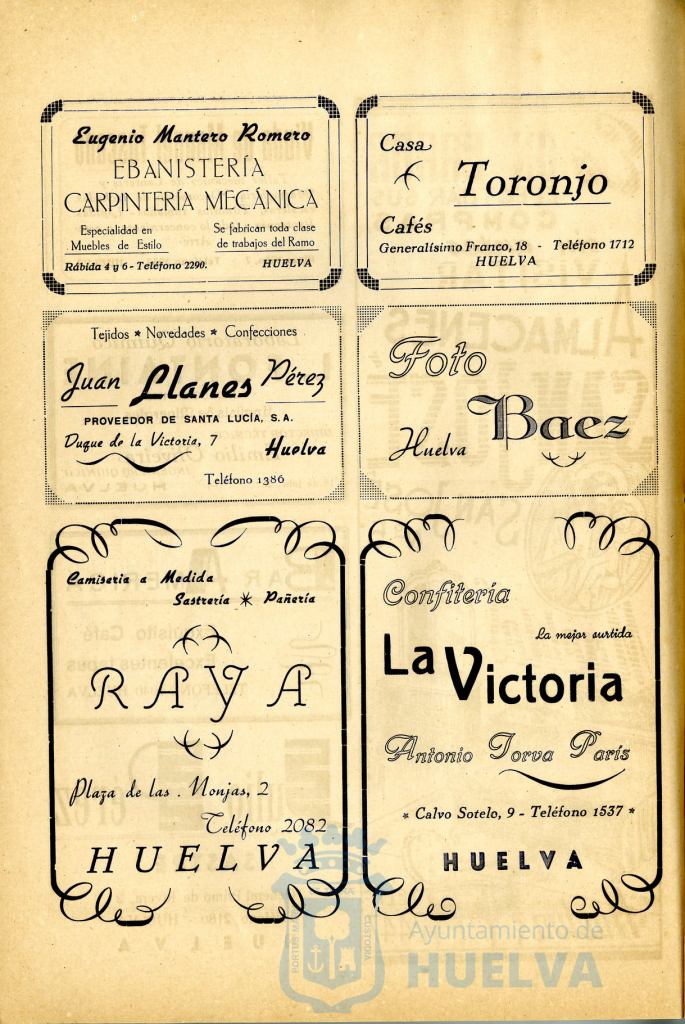 Eugenio Mantero Romero
EBANISTERÍA
CARPINTERÍA MECÁNICA
Especialidad en
Muebles de Estilo
Se fabrican toda clase
de trabajos del Ramo
Rábida 4 y 6 - Teléfono 2290. HUELVA
Casa
Toronjo
Cafés
Generalísimo Franco, 18 - Teléfono 1712
HUELVA
Tejidos * Novedades * Confecciones
Juan Llanes Pérez
PROVEEDOR DE SANTA LUCÍA, S.A.
Duque de la Victoria, 7 Huelva
Teléfono 1386
Foto
Baez
Huelva
Camisería a Medida
Sastrería * Pañería
RAYA
Plaza de las . Monjas, 2
Teléfono 2082
HUELVA
Confitería
La mejor surtida
La Victoria
Antonio Torva París
* Calvo Sotelo, 9 - Teléfono 1537 *
HUELVA
Ayuntamiento de
HUELVA